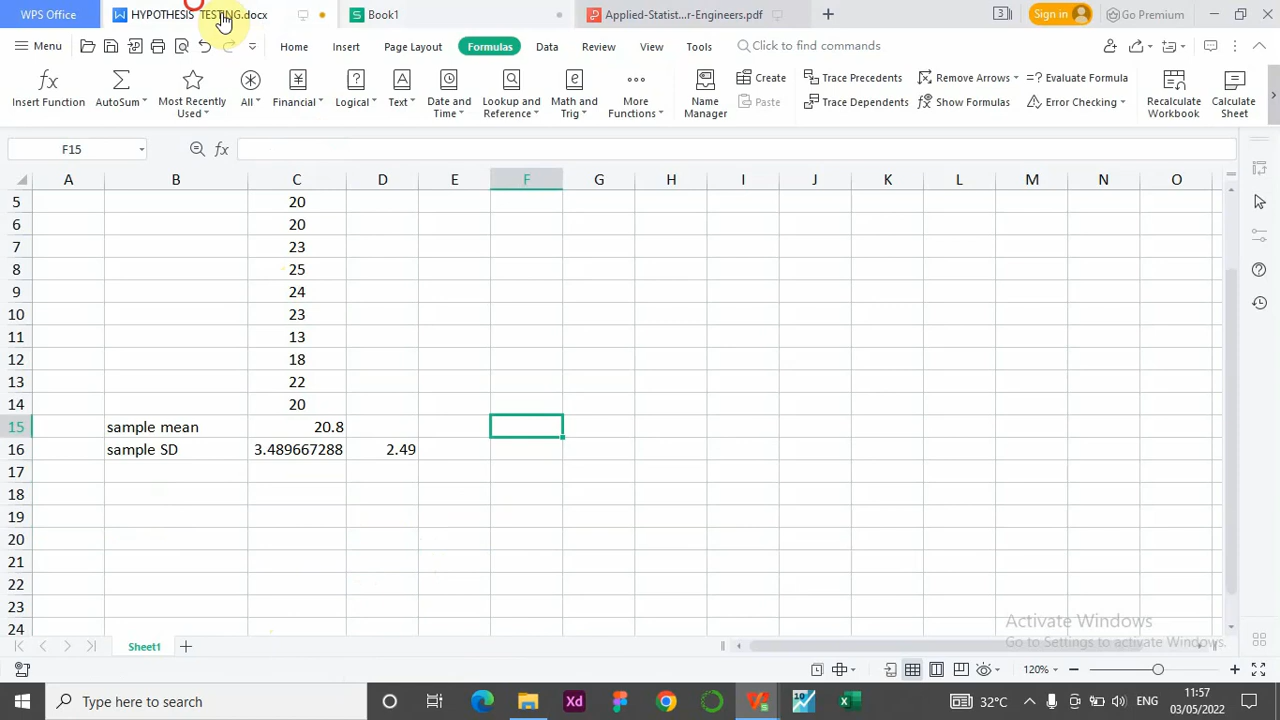 WPS Office HYPOTHESIS TESTING.docx Book1 Applied-Statist...r-Engineers.pdf 3 Sign in Go Premium
Menu Home Insert Page Layout Formulas Data Review View Tools Click to find commands
Insert Function AutoSum Most Recently Used All Financial Logical Text Date and Time Lookup and Reference Math and Trig More Functions Name Manager Create Paste Trace Precedents Trace Dependents Remove Arrows Show Formulas Evaluate Formula Error Checking Recalculate Workbook Calculate Sheet
F15 fx
A B C D E F G H I J K L M N O
5 20
6 20
7 23
8 25
9 24
10 23
11 13
12 18
13 22
14 20
15 sample mean 20.8
16 sample SD 3.489667288 2.49
17
18
19
20
21
22
23
24
Activate Windows
Go to Settings to activate Windows.
Sheet1
120%
Type here to search 32°C ENG 11:57
03/05/2022